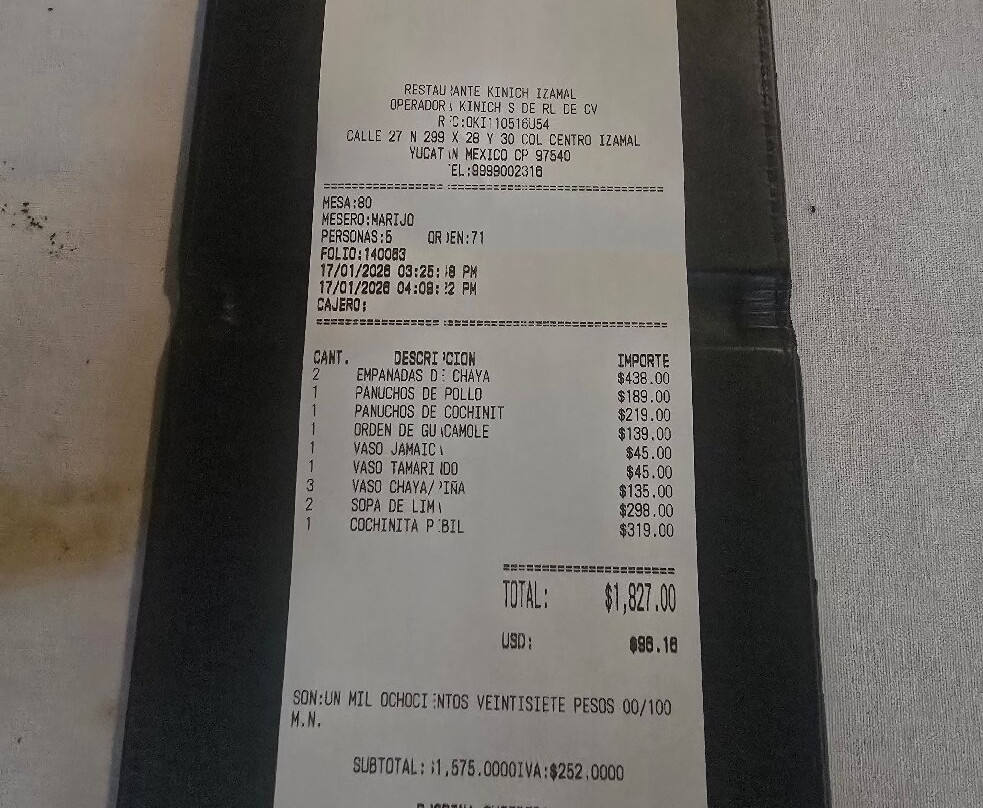 RESTAURANTE KINICH IZAMAL
OPERADORA KINICH S DE RL DE CV
RFC:OKI110516U54
CALLE 27 N 299 X 28 Y 30 COL CENTRO IZAMAL
YUCATAN MEXICO CP 97540
TEL:9999002316
MESA:80
MESERO:MARIJO
PERSONAS:5 ORDEN:71
FOLIO:140063
17/01/2026 PM
17/01/2026 PM
CAJERO:
CANT. DESCRIPCION IMPORTE
2 EMPANADAS DE CHAYA $438.00
1 PANUCHOS DE POLLO $189.00
1 PANUCHOS DE COCHINIT $219.00
1 ORDEN DE GUACAMOLE $139.00
1 VASO JAMAICA $45.00
1 VASO TAMARINDO $45.00
3 VASO CHAYA/PIÑA $135.00
2 SOPA DE LIMA $298.00
1 COCHINITA PIBIL $319.00
TOTAL: $1,827.00
USD: $96.16
SON:UN MIL OCHOCIENTOS VEINTISIETE PESOS 00/100
M.N.
SUBTOTAL: $1,575.0000IVA:$252.0000